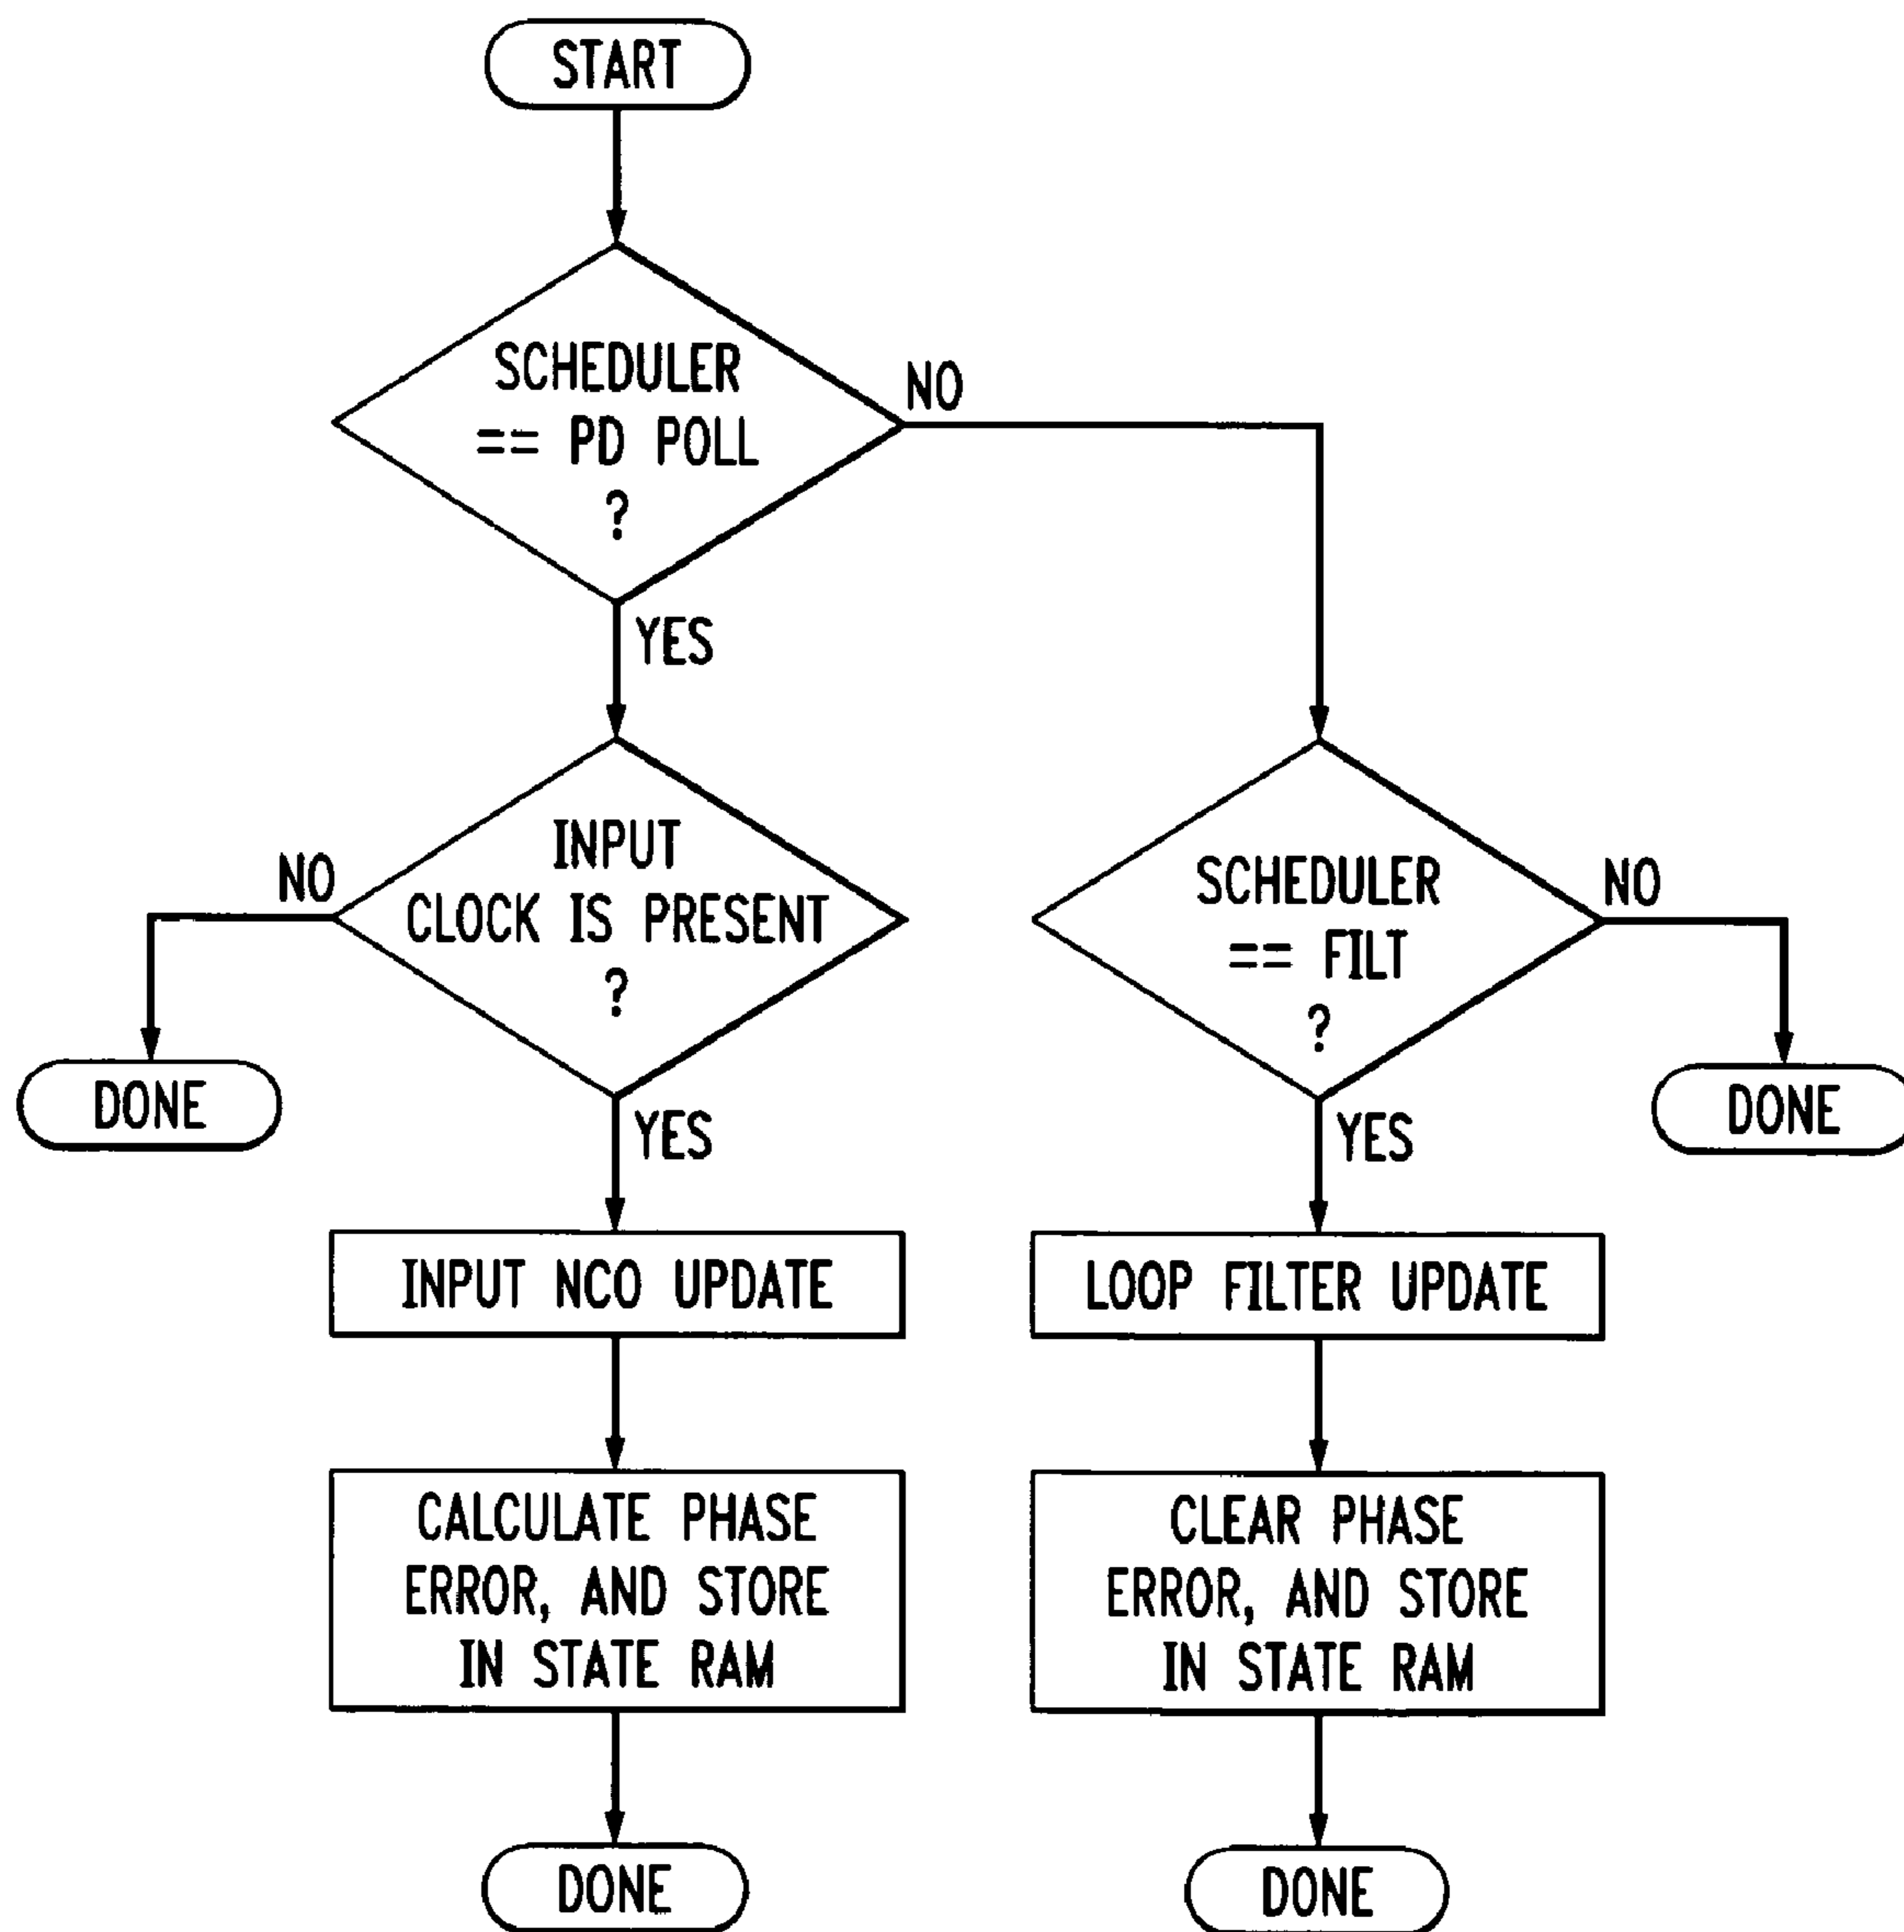 START
SCHEDULER
== PD POLL
?
NO
YES
INPUT
CLOCK IS PRESENT
?
NO
YES
SCHEDULER
== FILT
?
NO
YES
DONE
DONE
INPUT NCO UPDATE
LOOP FILTER UPDATE
CALCULATE PHASE
ERROR, AND STORE
IN STATE RAM
CLEAR PHASE
ERROR, AND STORE
IN STATE RAM
DONE
DONE